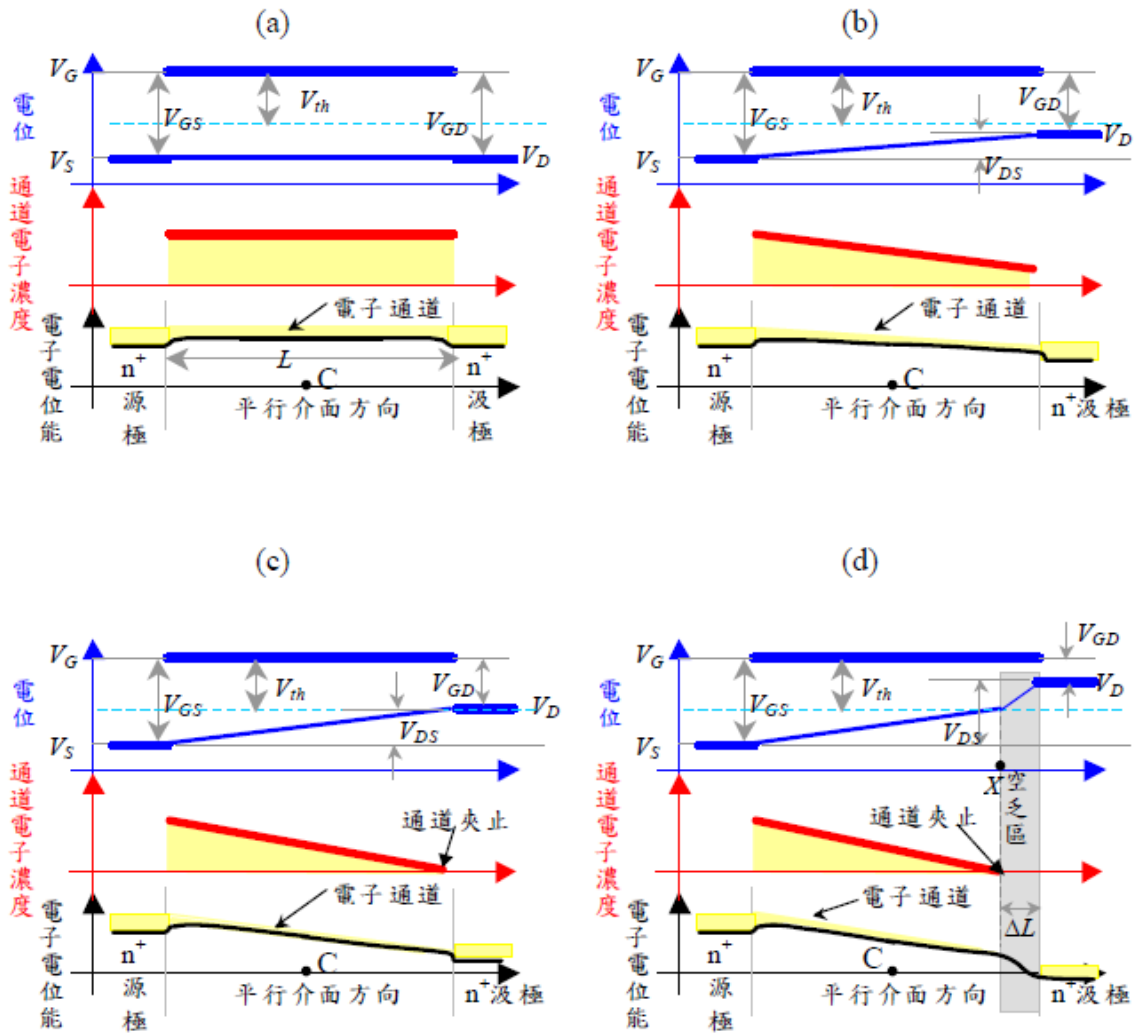 (a)
V_G
V_th
V_GS
V_GD
V_S
V_D
電位
通道電子濃度
電子通道
電子電位能
n⁺
L
n⁺
C
源極
平行介面方向
汲極
(b)
V_G
V_th
V_GS
V_GD
V_D
V_S
V_DS
電位
通道電子濃度
電子通道
電子電位能
n⁺
C
源極
平行介面方向
n⁺汲極
(c)
V_G
V_th
V_GS
V_GD
V_D
V_DS
V_S
電位
通道電子濃度
通道夾止
電子通道
電子電位能
n⁺
C
源極
平行介面方向
n⁺汲極
(d)
V_GD
V_G
V_th
V_GS
V_D
V_DS
V_S
電位
X
空乏區
通道電子濃度
通道夾止
電子通道
ΔL
電子電位能
n⁺
C
源極
平行介面方向
n⁺汲極